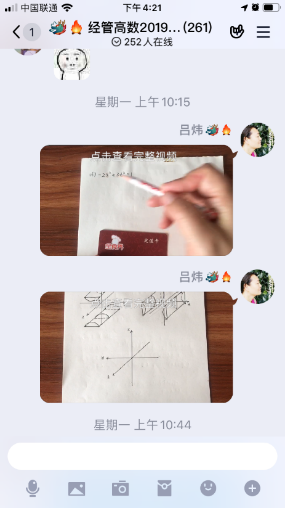 中国联通
下午4:21
1
经管高数2019...(261)
252人在线
星期一 上午10:15
吕炜
点击查看完整视频
吕炜
星期一 上午10:44